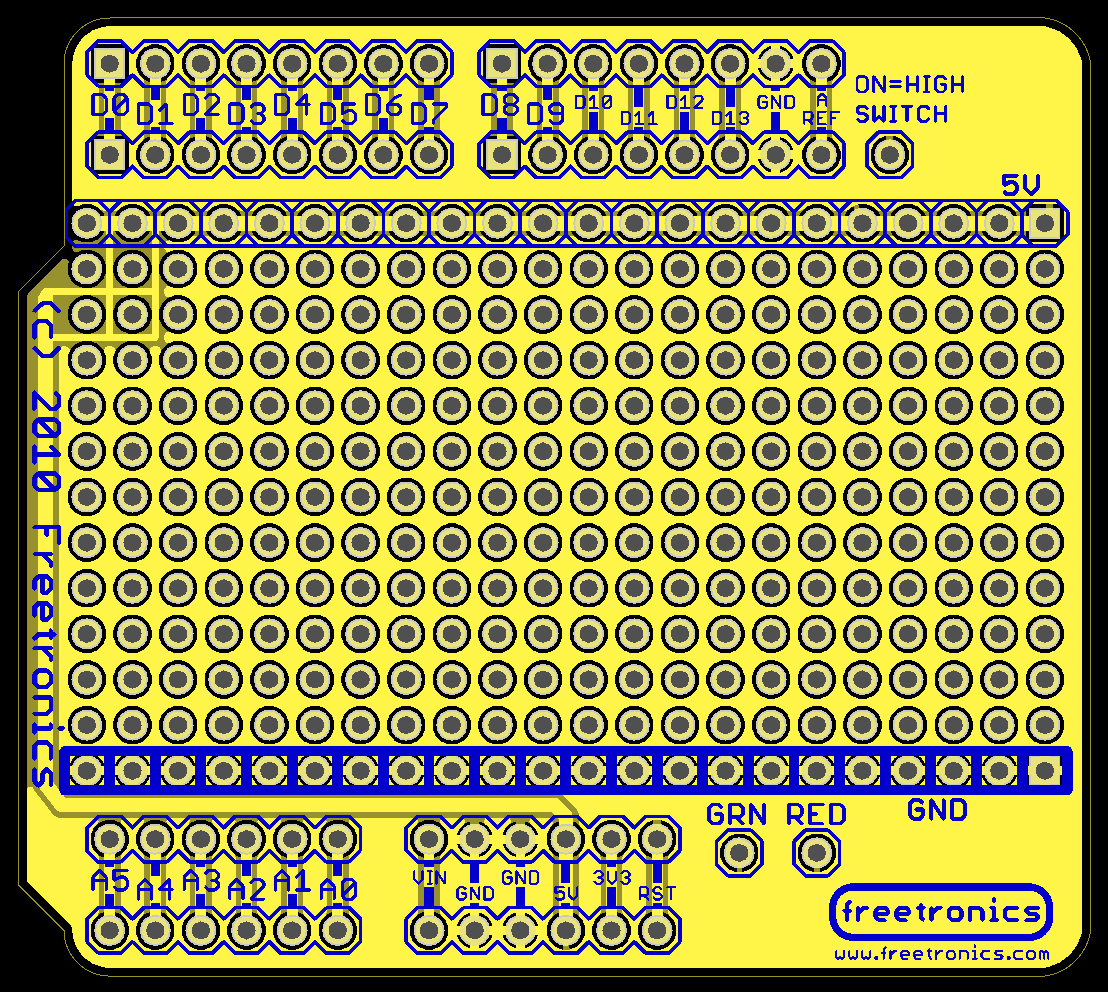 D0 D1 D2 D3 D4 D5 D6 D7
D8 D9 D10 D11 D12 D13 GND A REF
ON=HIGH
SWITCH
5V
(c) 2010 Freetronics
GRN RED GND
A5 A4 A3 A2 A1 A0
VIN GND GND 5V 3V3 RST
freetronics
www.freetronics.com